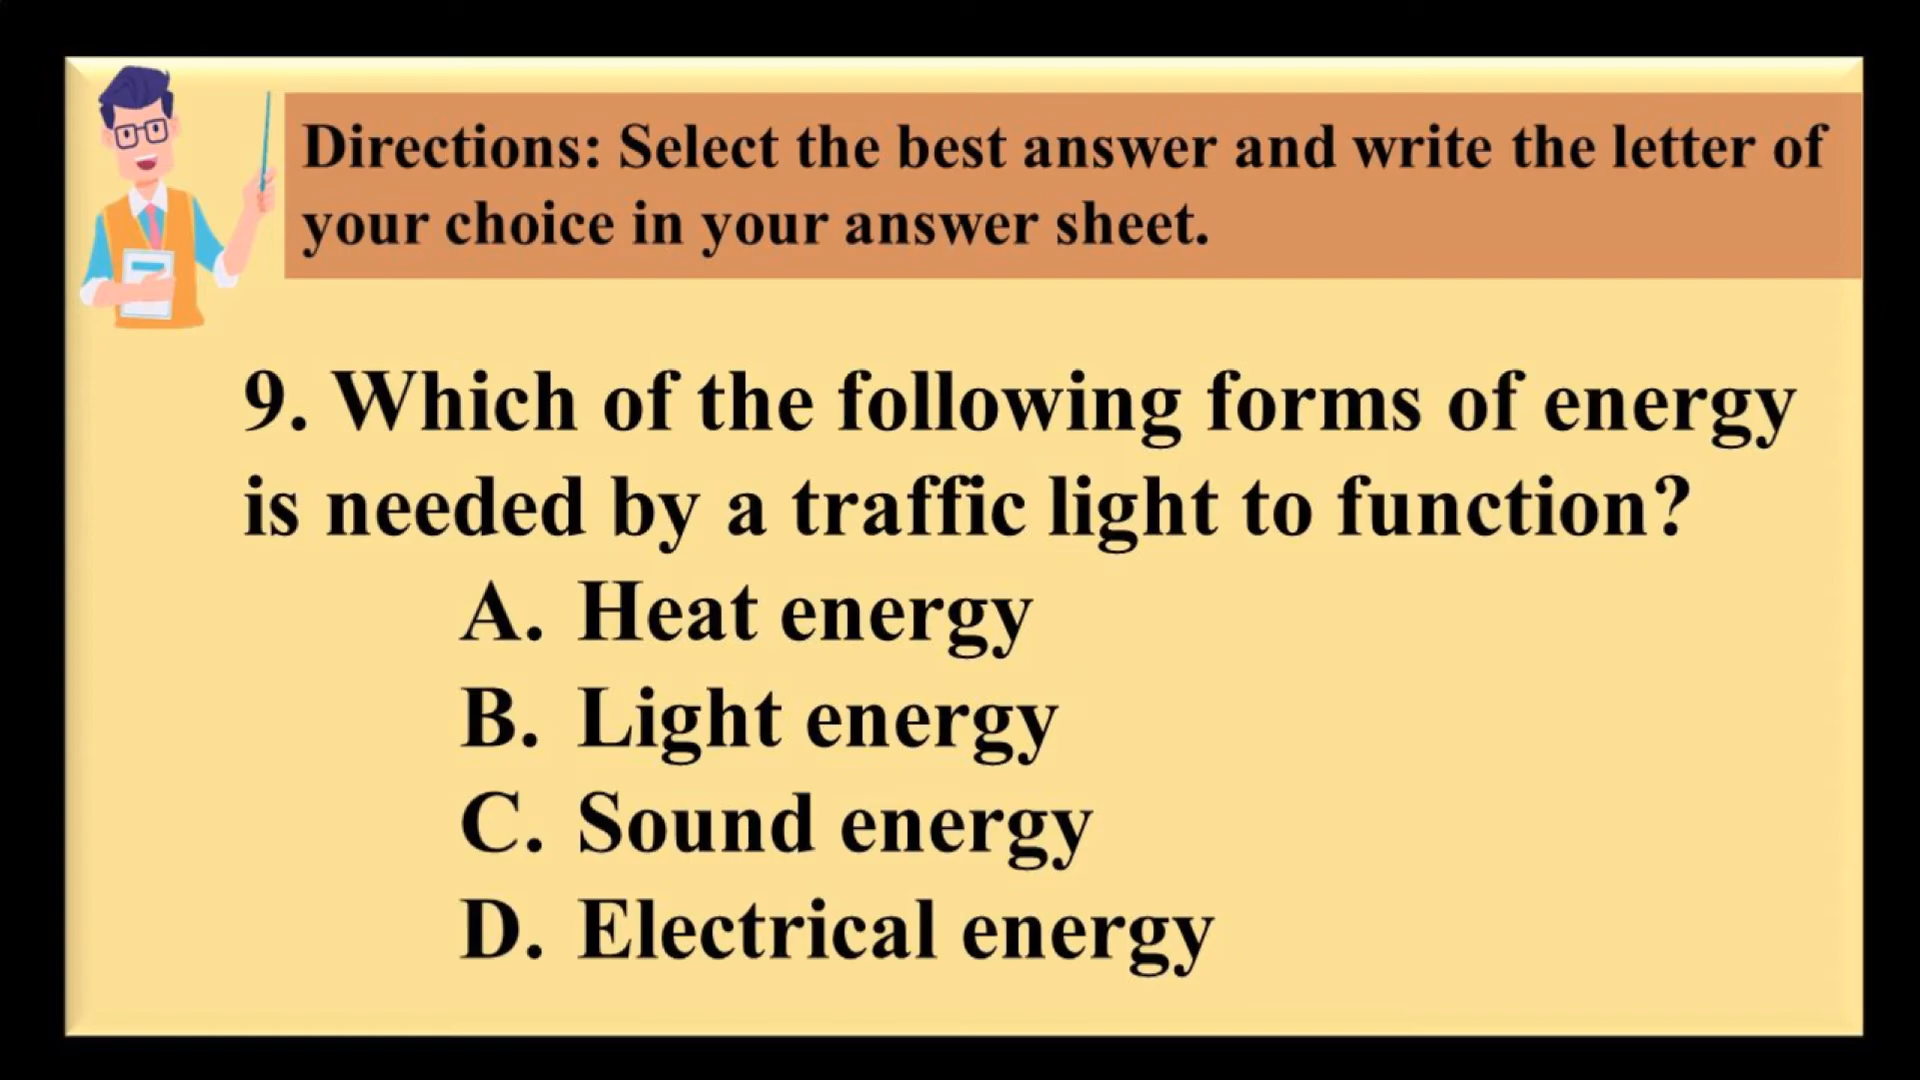 Directions: Select the best answer and write the letter of
your choice in your answer sheet.
9. Which of the following forms of energy
is needed by a traffic light to function?
A. Heat energy
B. Light energy
C. Sound energy
D. Electrical energy